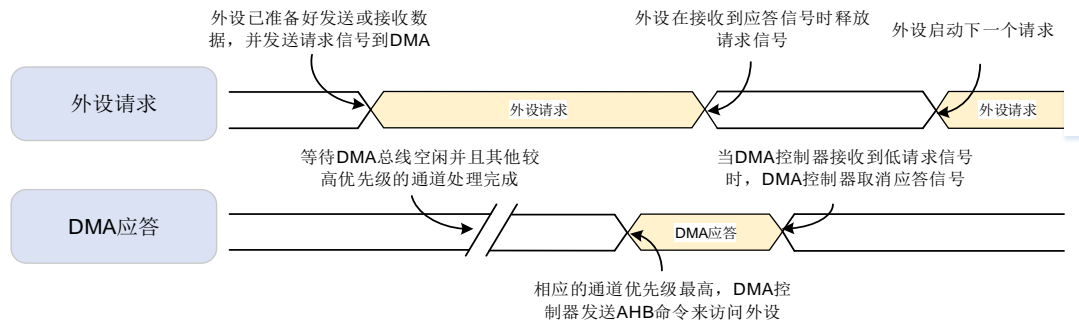 外设已准备好发送或接收数
据，并发送请求信号到DMA
外设在接收到应答信号时释放
请求信号
外设启动下一个请求
外设请求
外设请求
外设请求
等待DMA总线空闲并且其他较
高优先级的通道处理完成
当DMA控制器接收到低请求信号
时，DMA控制器取消应答信号
DMA应答
DMA应答
相应的通道优先级最高，DMA控
制器发送AHB命令来访问外设